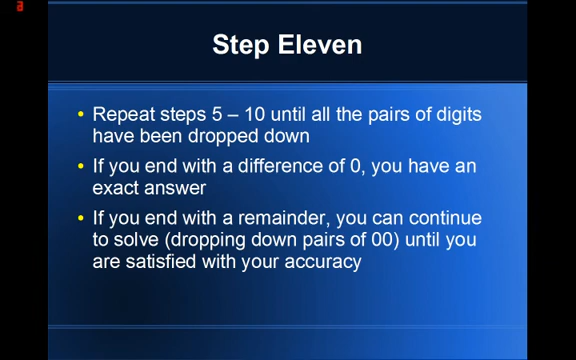 a
Step Eleven
• Repeat steps 5 – 10 until all the pairs of digits
have been dropped down
• If you end with a difference of 0, you have an
exact answer
• If you end with a remainder, you can continue
to solve (dropping down pairs of 00) until you
are satisfied with your accuracy